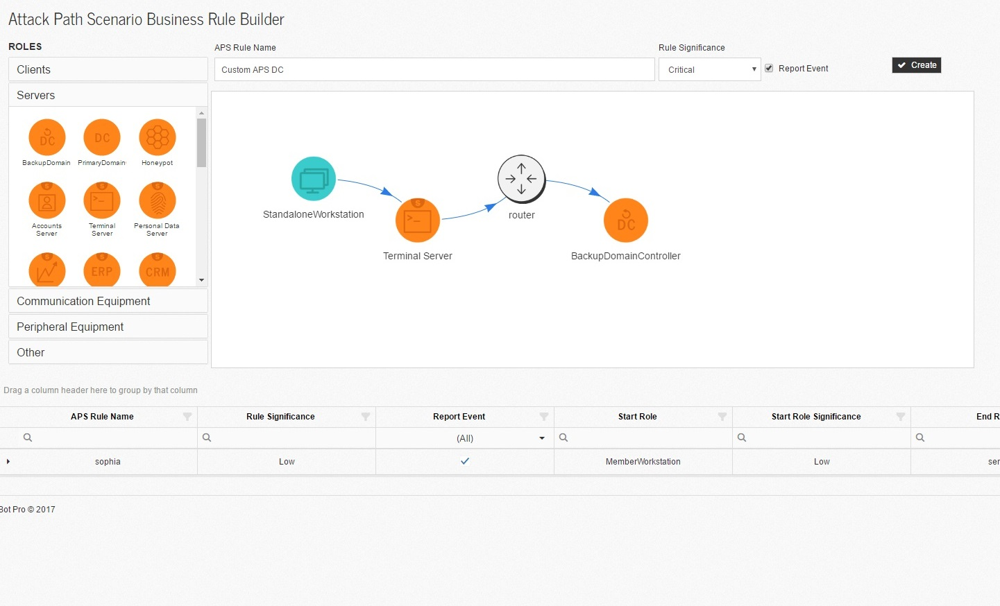 Attack Path Scenario Business Rule Builder
ROLES
Clients
Servers
DC
DC
BackupDomain
PrimaryDomain
Honeypot
$
$
>_
Accounts
Server
Terminal
Server
Personal Data
Server
$
$
ERP
$
CRM
Communication Equipment
Peripheral Equipment
Other
APS Rule Name
Rule Significance
Custom APS DC
Critical
Report Event
Create
StandaloneWorkstation
$
>_
Terminal Server
router
DC
BackupDomainController
Drag a column header here to group by that column
APS Rule Name
Rule Significance
Report Event
Start Role
Start Role Significance
End R
(All)
sophia
Low
MemberWorkstation
Low
ser
Bot Pro © 2017